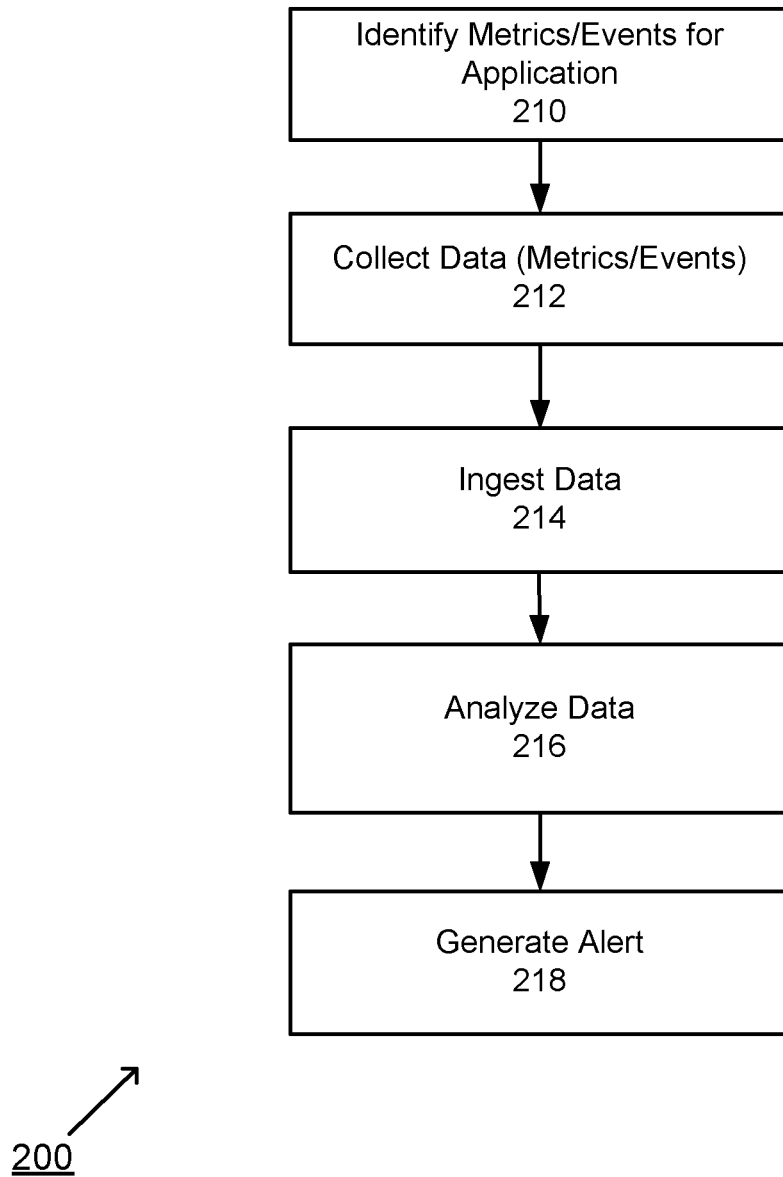 Identify Metrics/Events for
Application
210
Collect Data (Metrics/Events)
212
Ingest Data
214
Analyze Data
216
Generate Alert
218
200